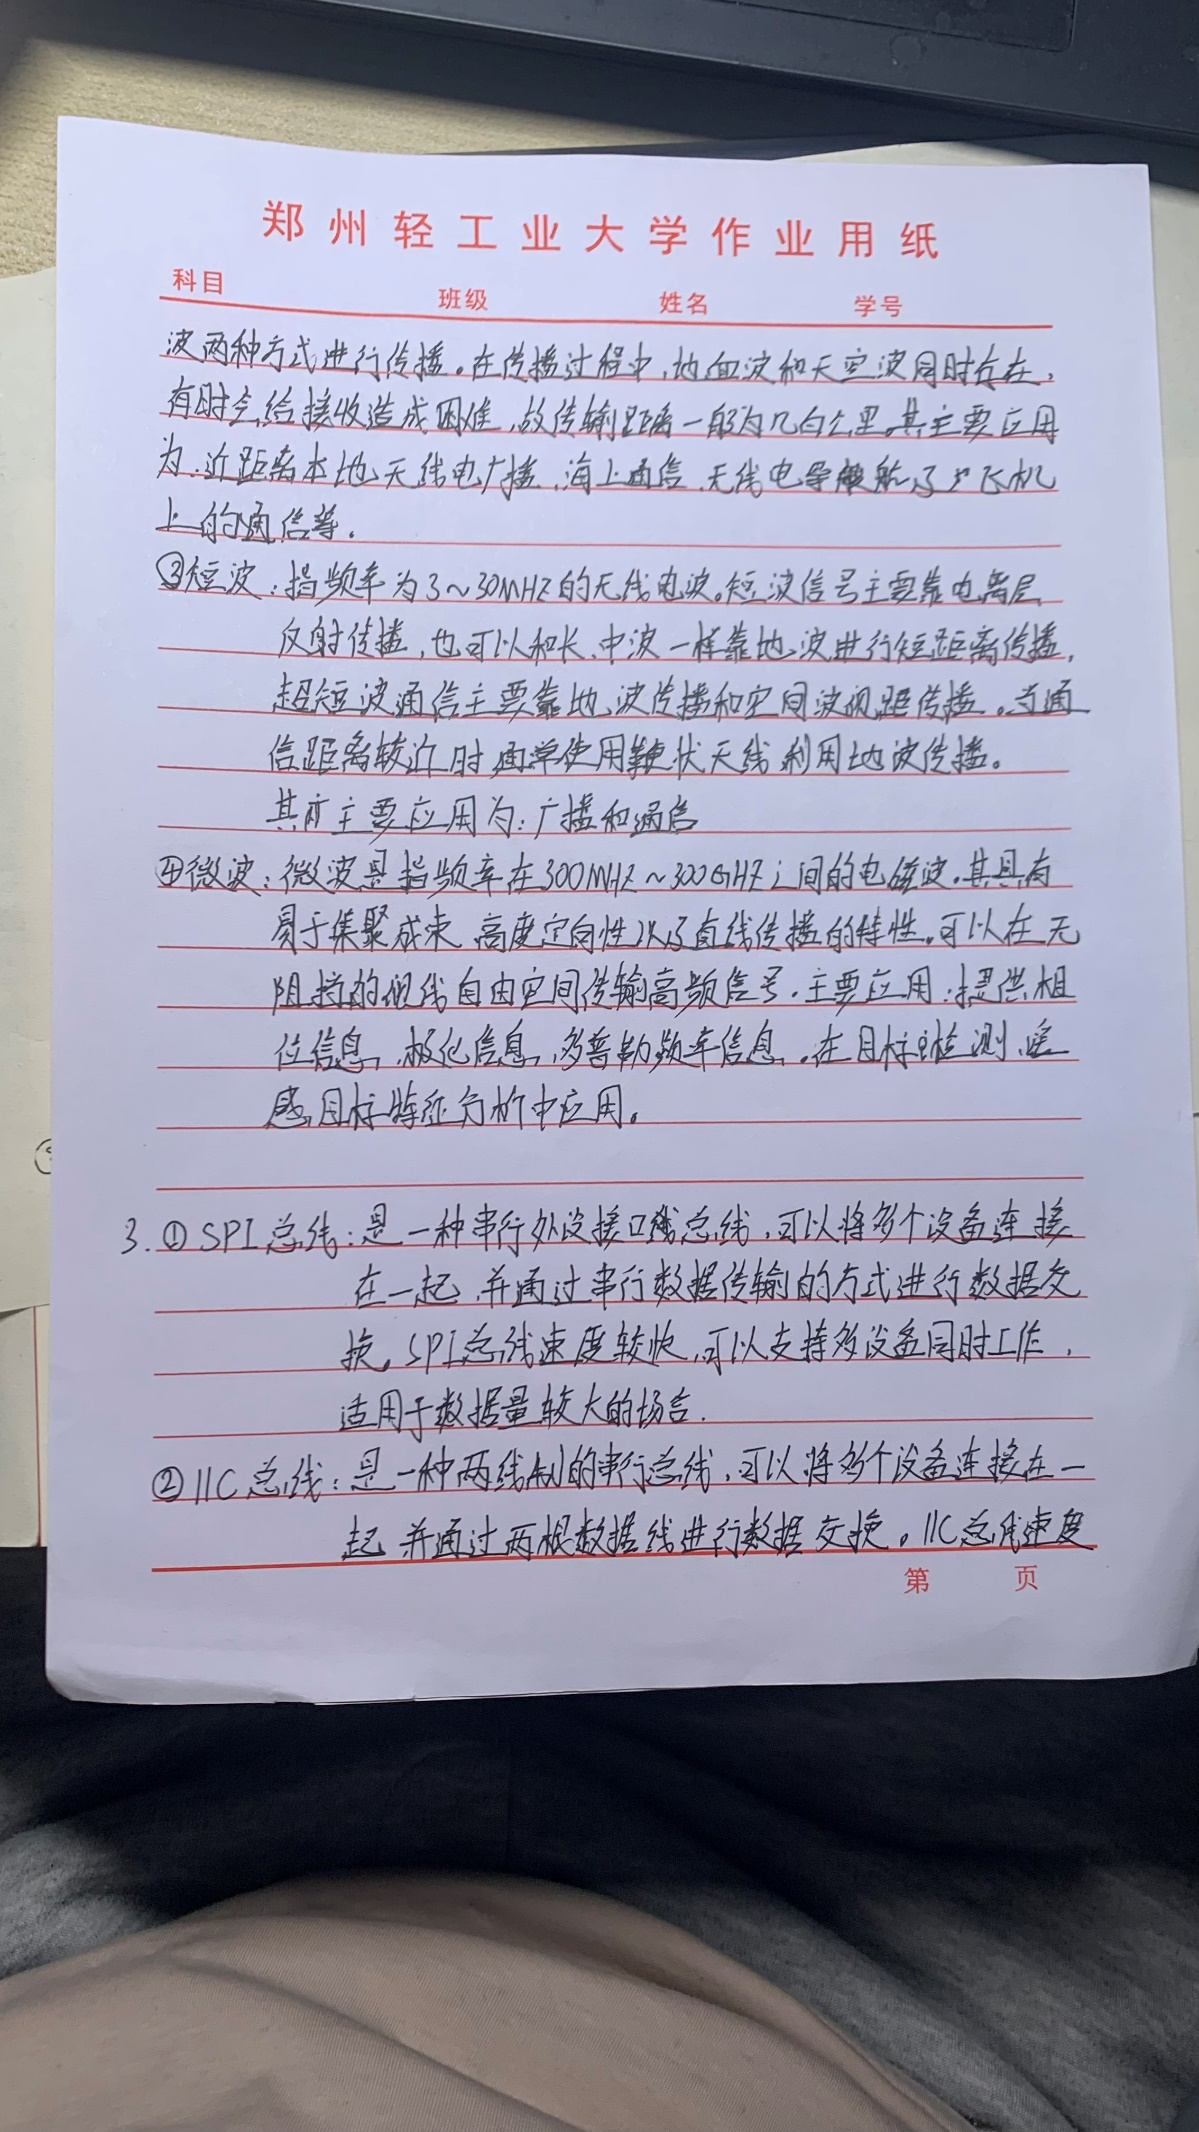 郑州轻工业大学作业用纸
科目 班级 姓名 学号
波两种方式进行传播。在传播过程中,地面波和天空波同时存在,
有时会给接收造成困难,故传输距离一般为几百公里。其主要应用
为:近距离本地无线电广播、海上通信、无线电导航及飞机
上的通信等.
③短波:指频率为3~30MHZ的无线电波。短波信号主要靠电离层
反射传播,也可以和长、中波一样靠地波进行短距离传播,
超短波通信主要靠地波传播和空间波视距传播。当通
信距离较近时通常使用鞭状天线利用地波传播。
其主要应用为:广播和通信
④微波:微波是指频率在300MHZ~300GHZ之间的电磁波.其具有
易于集聚成束、高度定向性以及直线传播的特性。可以在无
阻挡的视线自由空间传输高频信号.主要应用:提供相
位信息、极化信息、多普勒频率信息。在目标检测、遥
感目标特征分析中应用。
3.①SPI总线:是一种串行外设接口总线,可以将多个设备连接
在一起,并通过串行数据传输的方式进行数据交
换。SPI总线速度较快,可以支持多设备同时工作,
适用于数据量较大的场合.
②IIC总线:是一种两线制的串行总线,可以将多个设备连接在一
起,并通过两根数据线进行数据交换。IIC总线速度
第 页